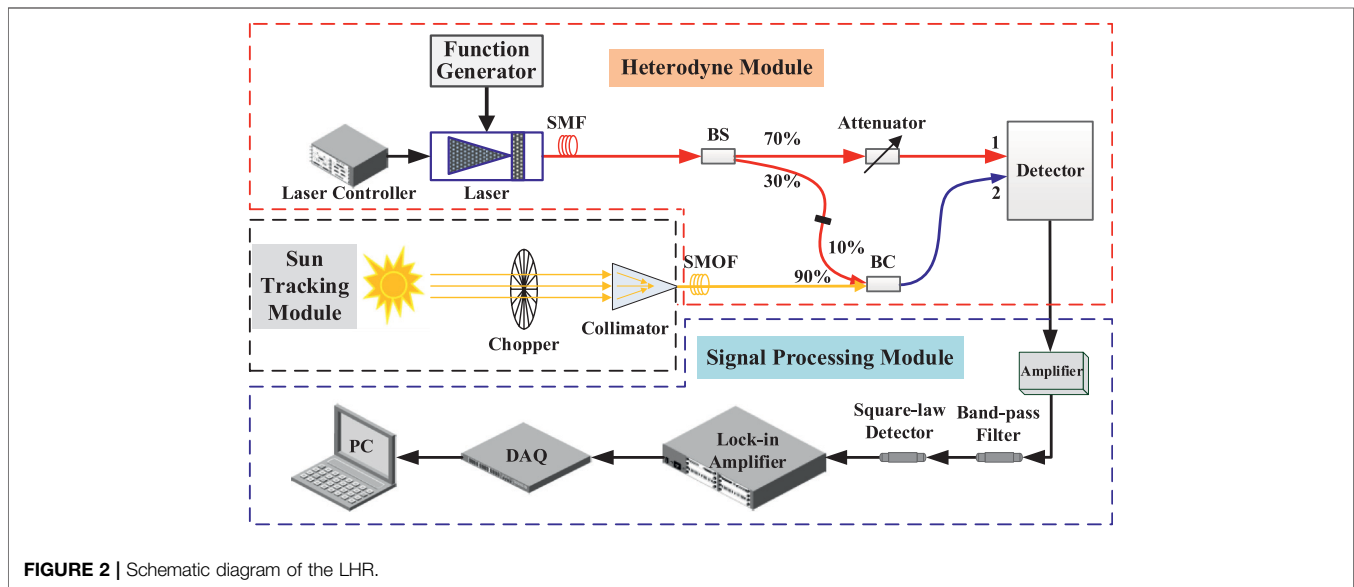 Function
Generator
Heterodyne Module
SMF
BS
70%
Attenuator
1
Detector
Laser Controller
Laser
30%
2
10%
BC
Sun
Tracking
Module
SMOF
90%
Collimator
Chopper
Signal Processing Module
Amplifier
Square-law
Detector
Band-pass
Filter
PC
DAQ
Lock-in
Amplifier
FIGURE 2 | Schematic diagram of the LHR.